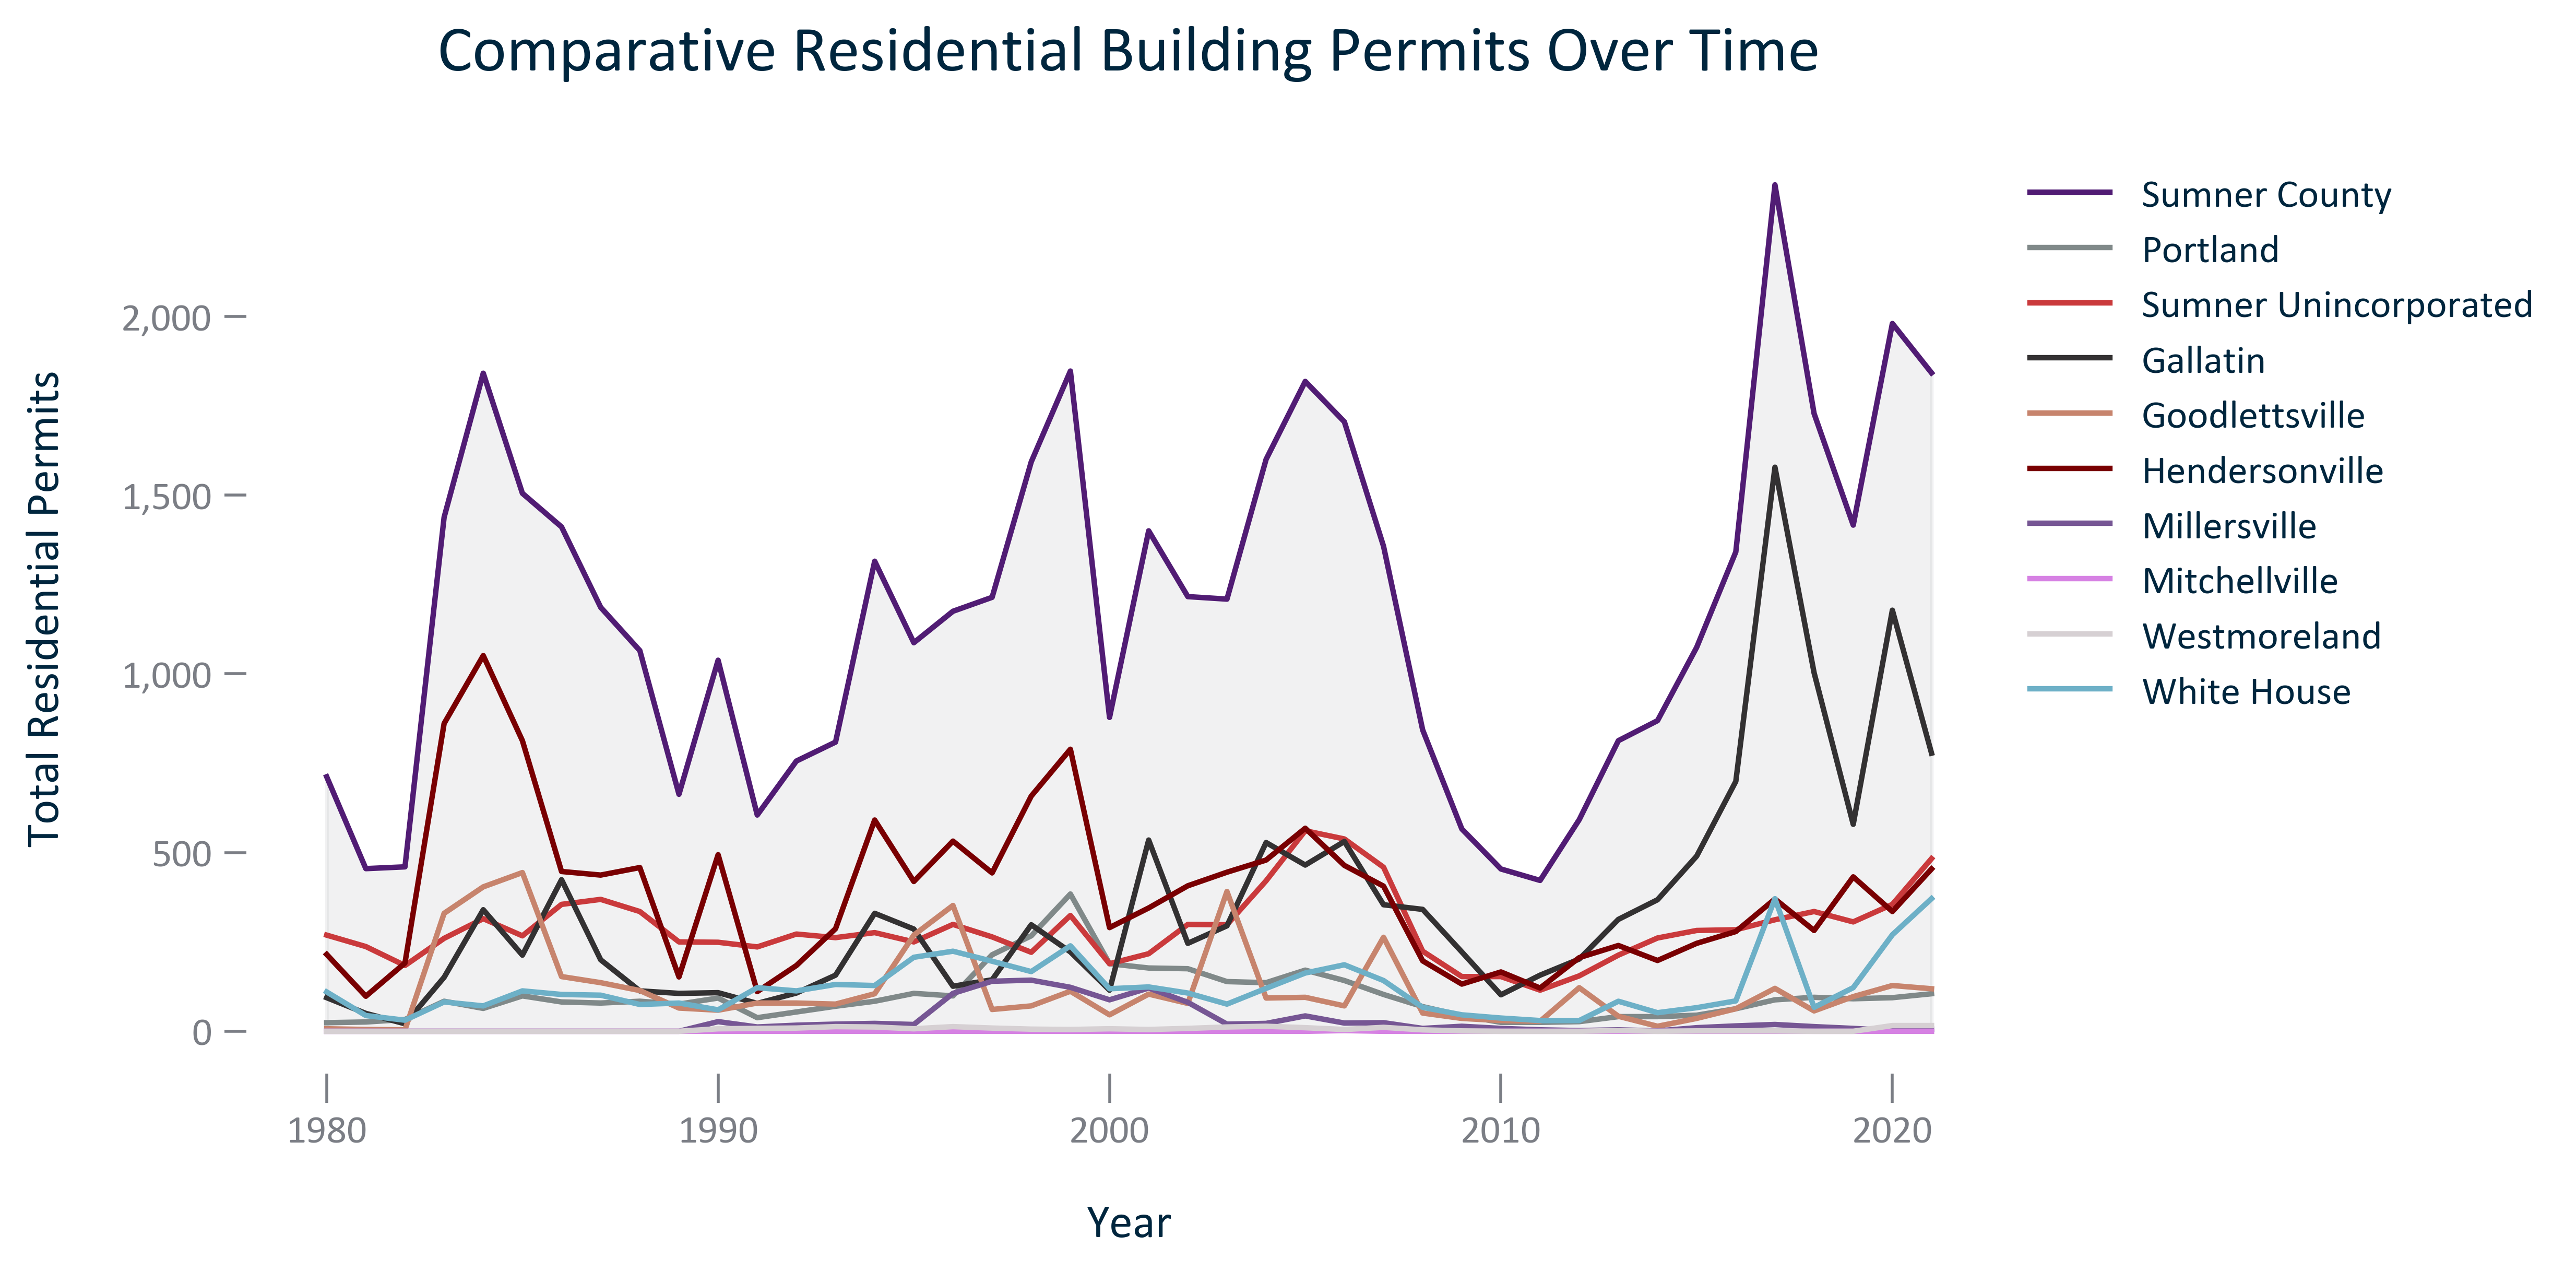 Comparative Residential Building Permits Over Time
Total Residential Permits
2,000
1,500
1,000
500
0
1980
1990
2000
2010
2020
Year
Sumner County
Portland
Sumner Unincorporated
Gallatin
Goodlettsville
Hendersonville
Millersville
Mitchellville
Westmoreland
White House